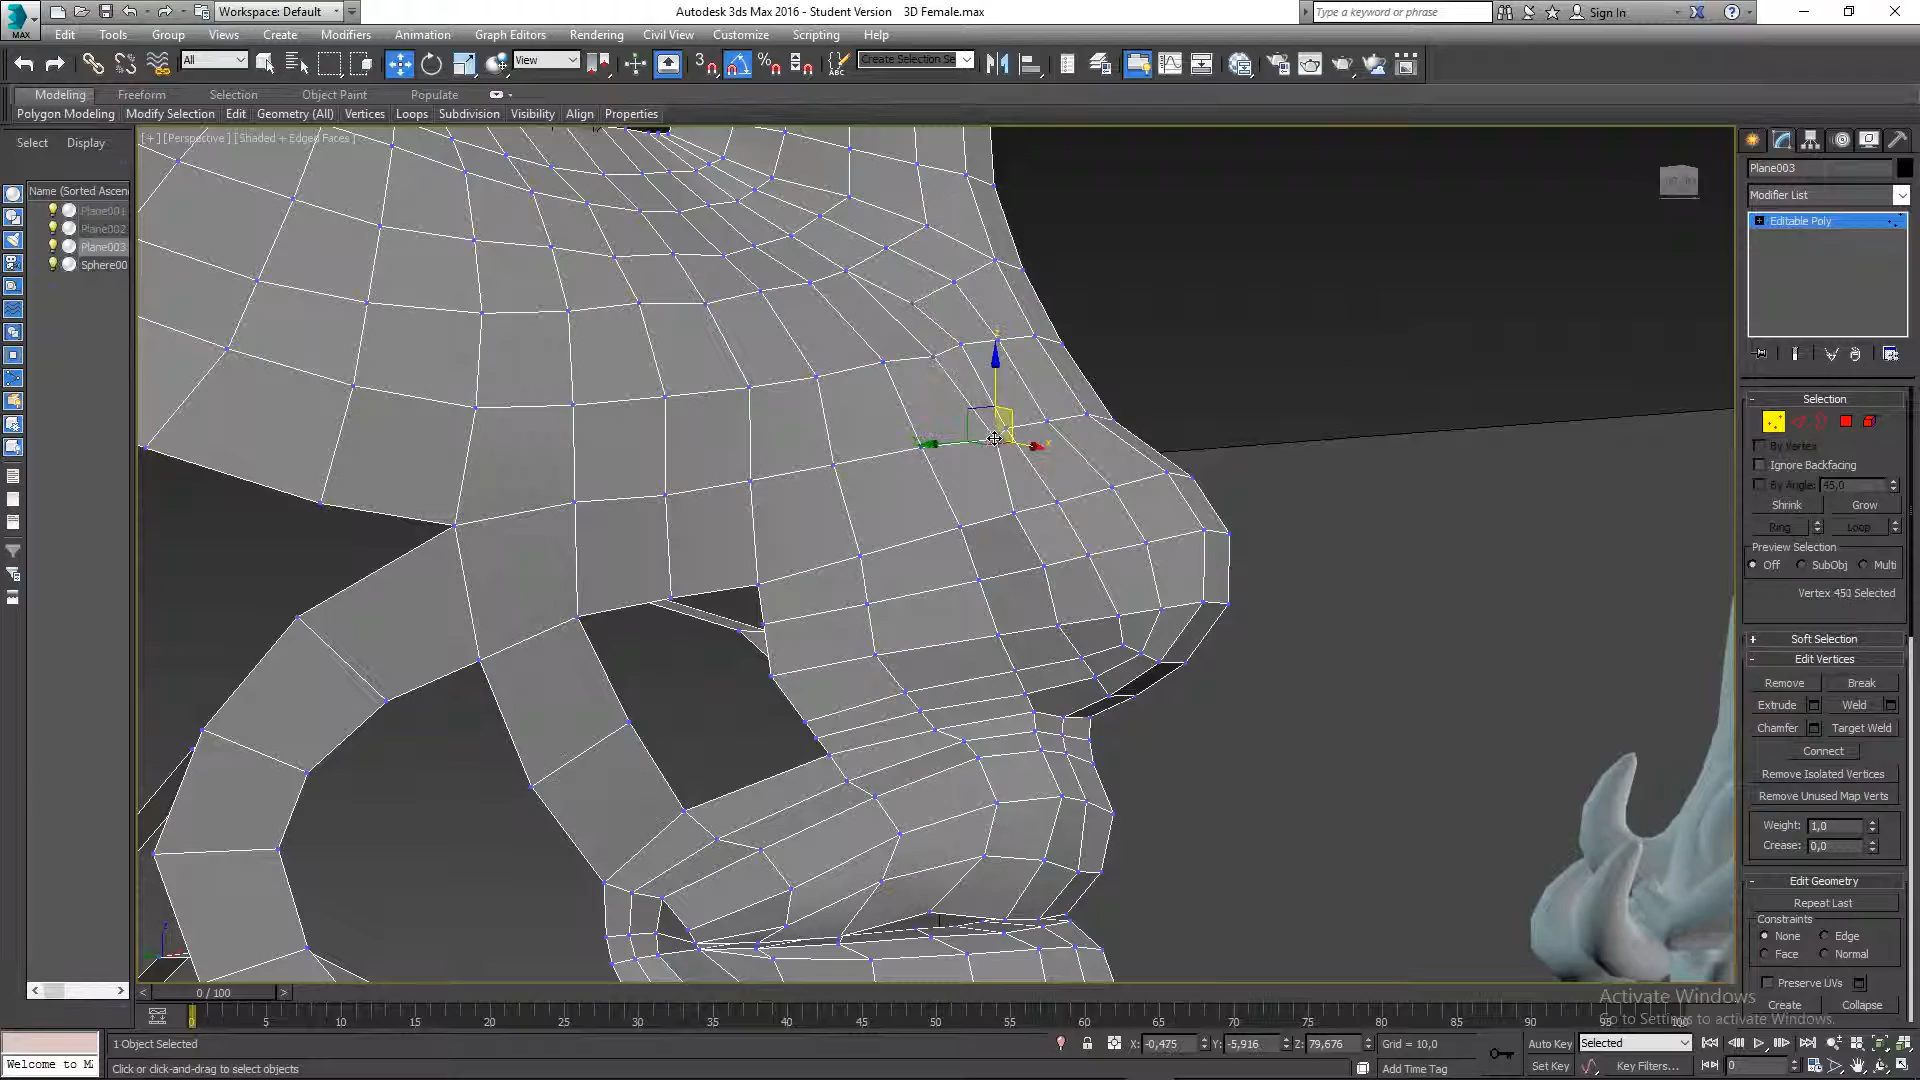 Workspace: Default
Autodesk 3ds Max 2016 - Student Version 3D Female.max
Type a keyword or phrase
Sign In
MAX
Edit Tools Group Views Create Modifiers Animation Graph Editors Rendering Civil View Customize Scripting Help
All
View
Create Selection Se
Modeling Freeform Selection Object Paint Populate
Polygon Modeling Modify Selection Edit Geometry (All) Vertices Loops Subdivision Visibility Align Properties
Select Display
[+] [Perspective] [Shaded + Edged Faces]
Name (Sorted Ascen
Plane001
Plane002
Plane003
Sphere00
Plane003
Modifier List
Editable Poly
Selection
By Vertex
Ignore Backfacing
By Angle: 45,0
Shrink Grow
Ring Loop
Preview Selection
Off SubObj Multi
Vertex 450 Selected
Soft Selection
Edit Vertices
Remove Break
Extrude Weld
Chamfer Target Weld
Connect
Remove Isolated Vertices
Remove Unused Map Verts
Weight: 1,0
Crease: 0,0
Edit Geometry
Repeat Last
Constraints
None Edge
Face Normal
Preserve UVs
Create Collapse
Activate Windows
Go to Settings to activate Windows.
0 / 100
0 5 10 15 20 25 30 35 40 45 50 55 60 65 70 75 80 85 90 95 100
1 Object Selected
X: -0,475 Y: -5,916 Z: 79,676 Grid = 10,0 Auto Key Selected
Welcome to M
Click or click-and-drag to select objects
Add Time Tag Set Key Key Filters... 0